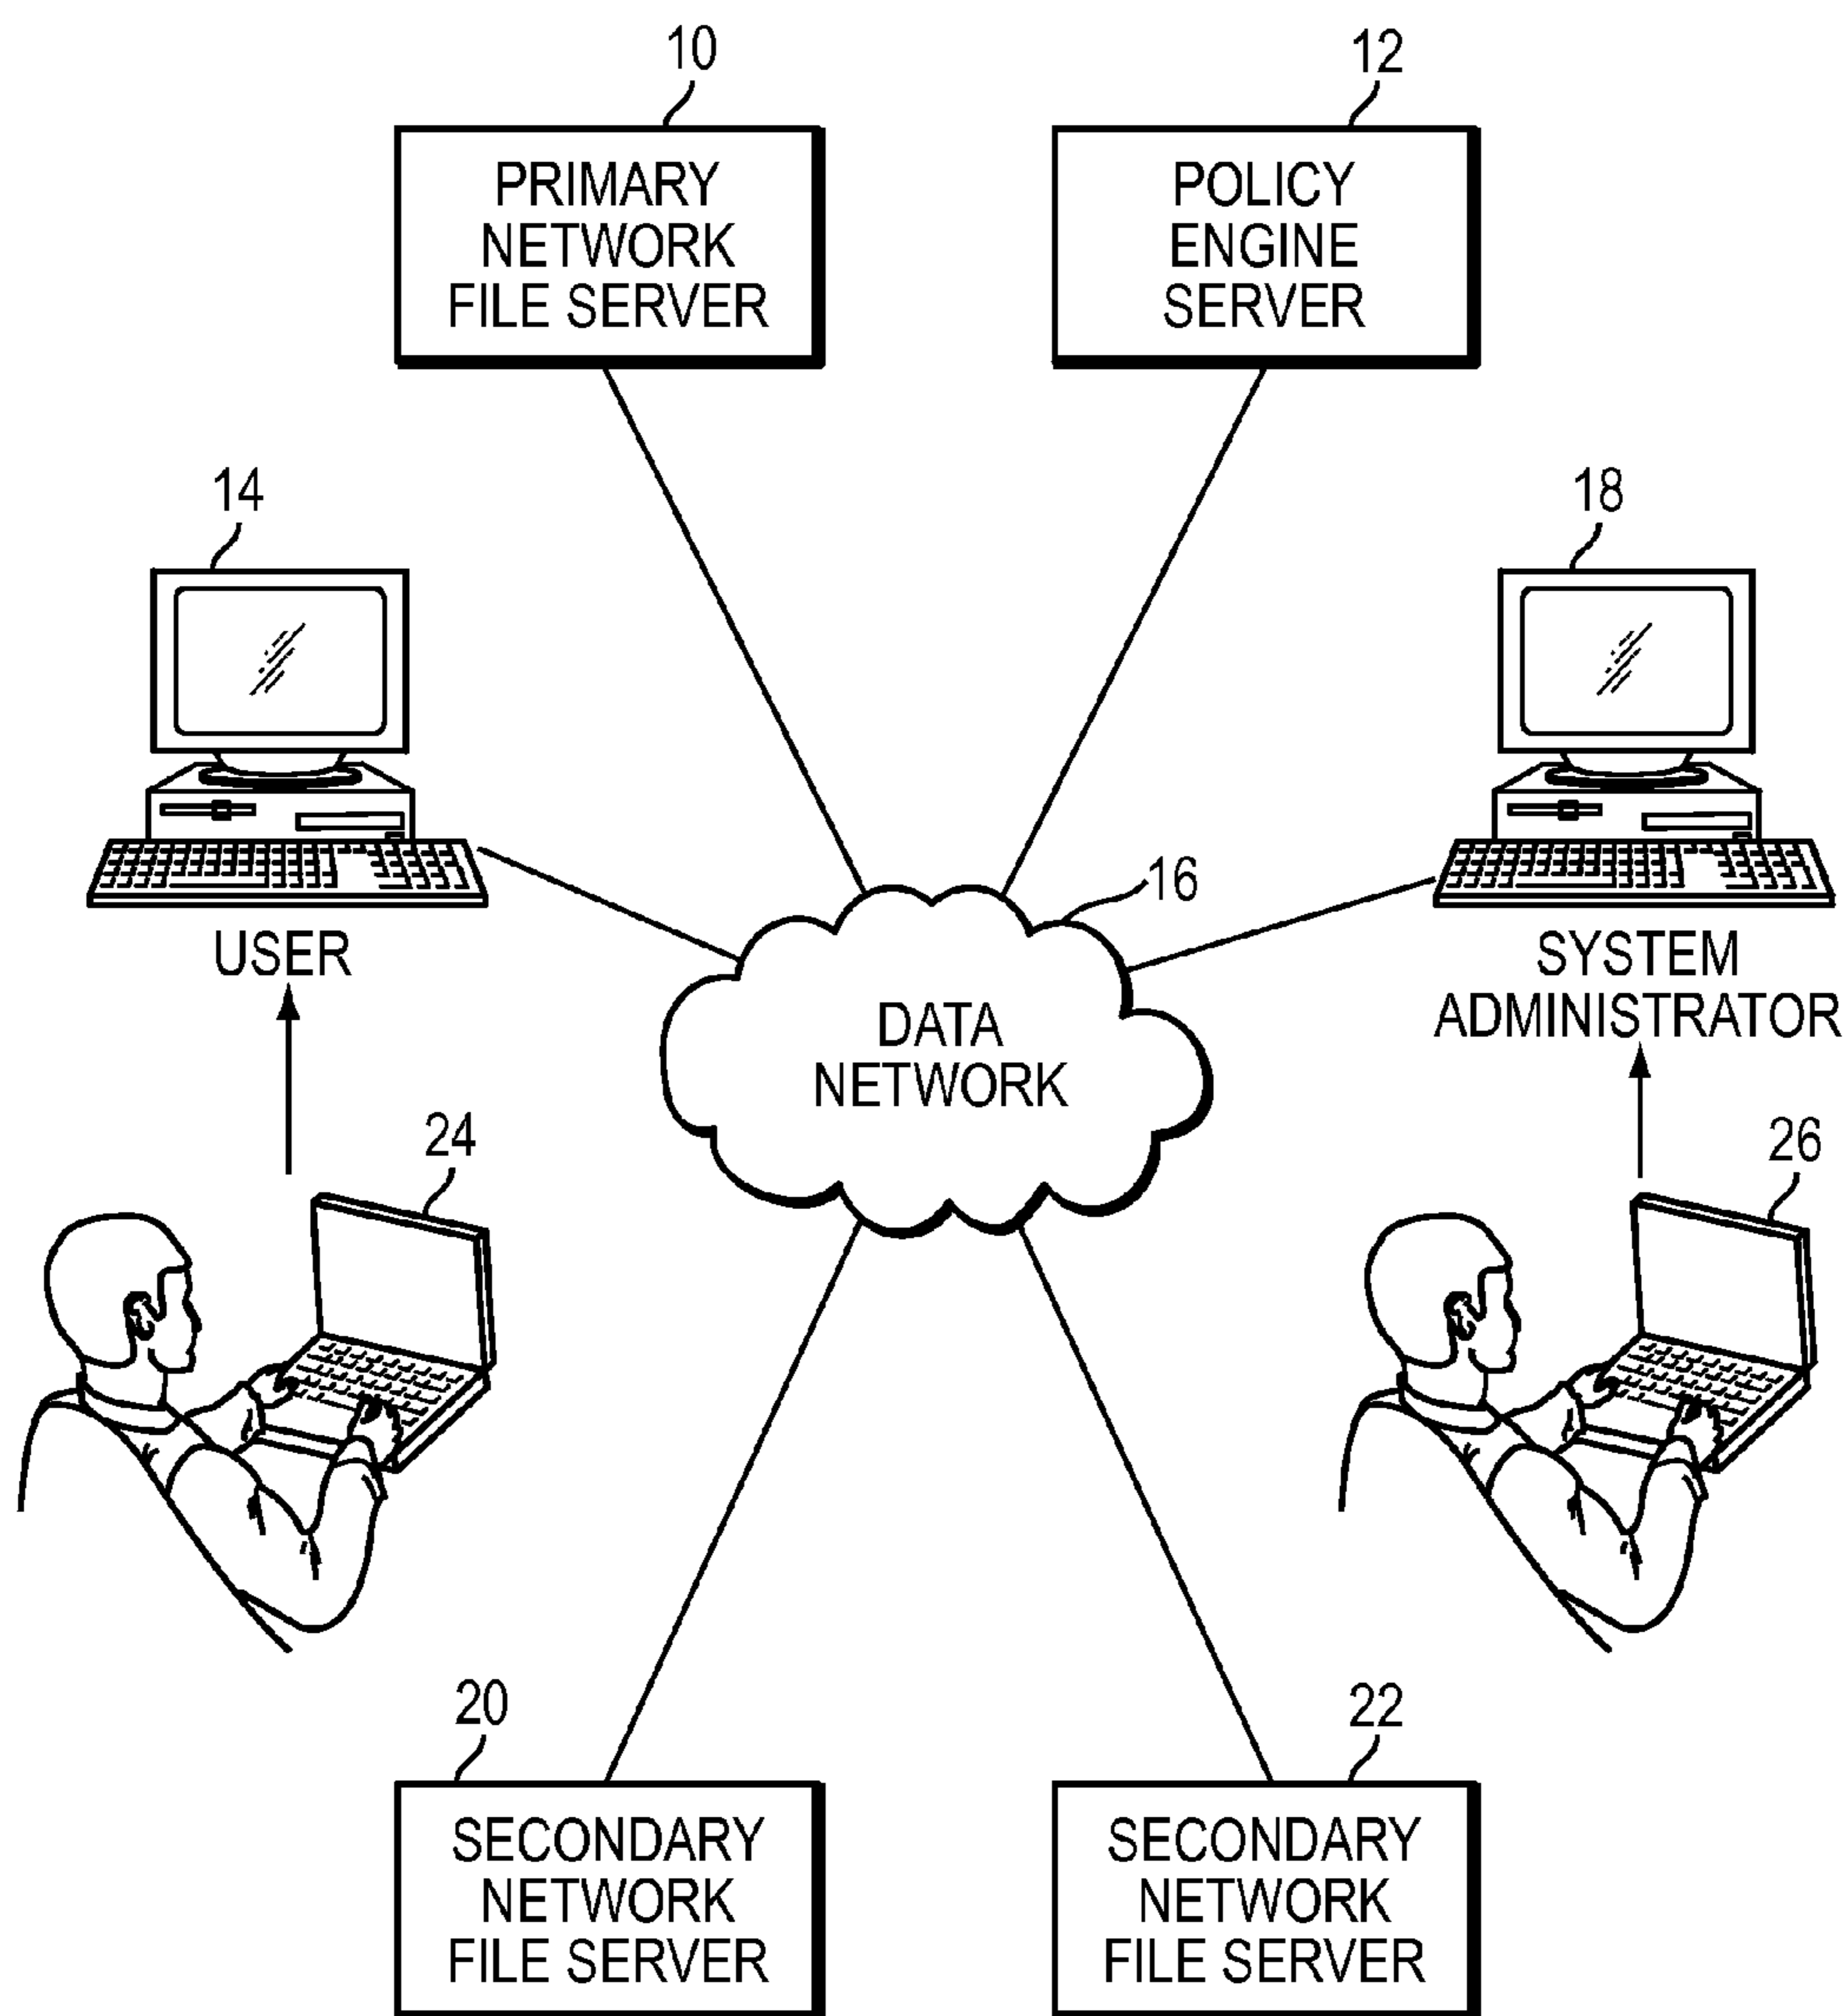 10
PRIMARY
NETWORK
FILE SERVER
12
POLICY
ENGINE
SERVER
14
USER
18
SYSTEM
ADMINISTRATOR
16
DATA
NETWORK
24
26
20
SECONDARY
NETWORK
FILE SERVER
22
SECONDARY
NETWORK
FILE SERVER